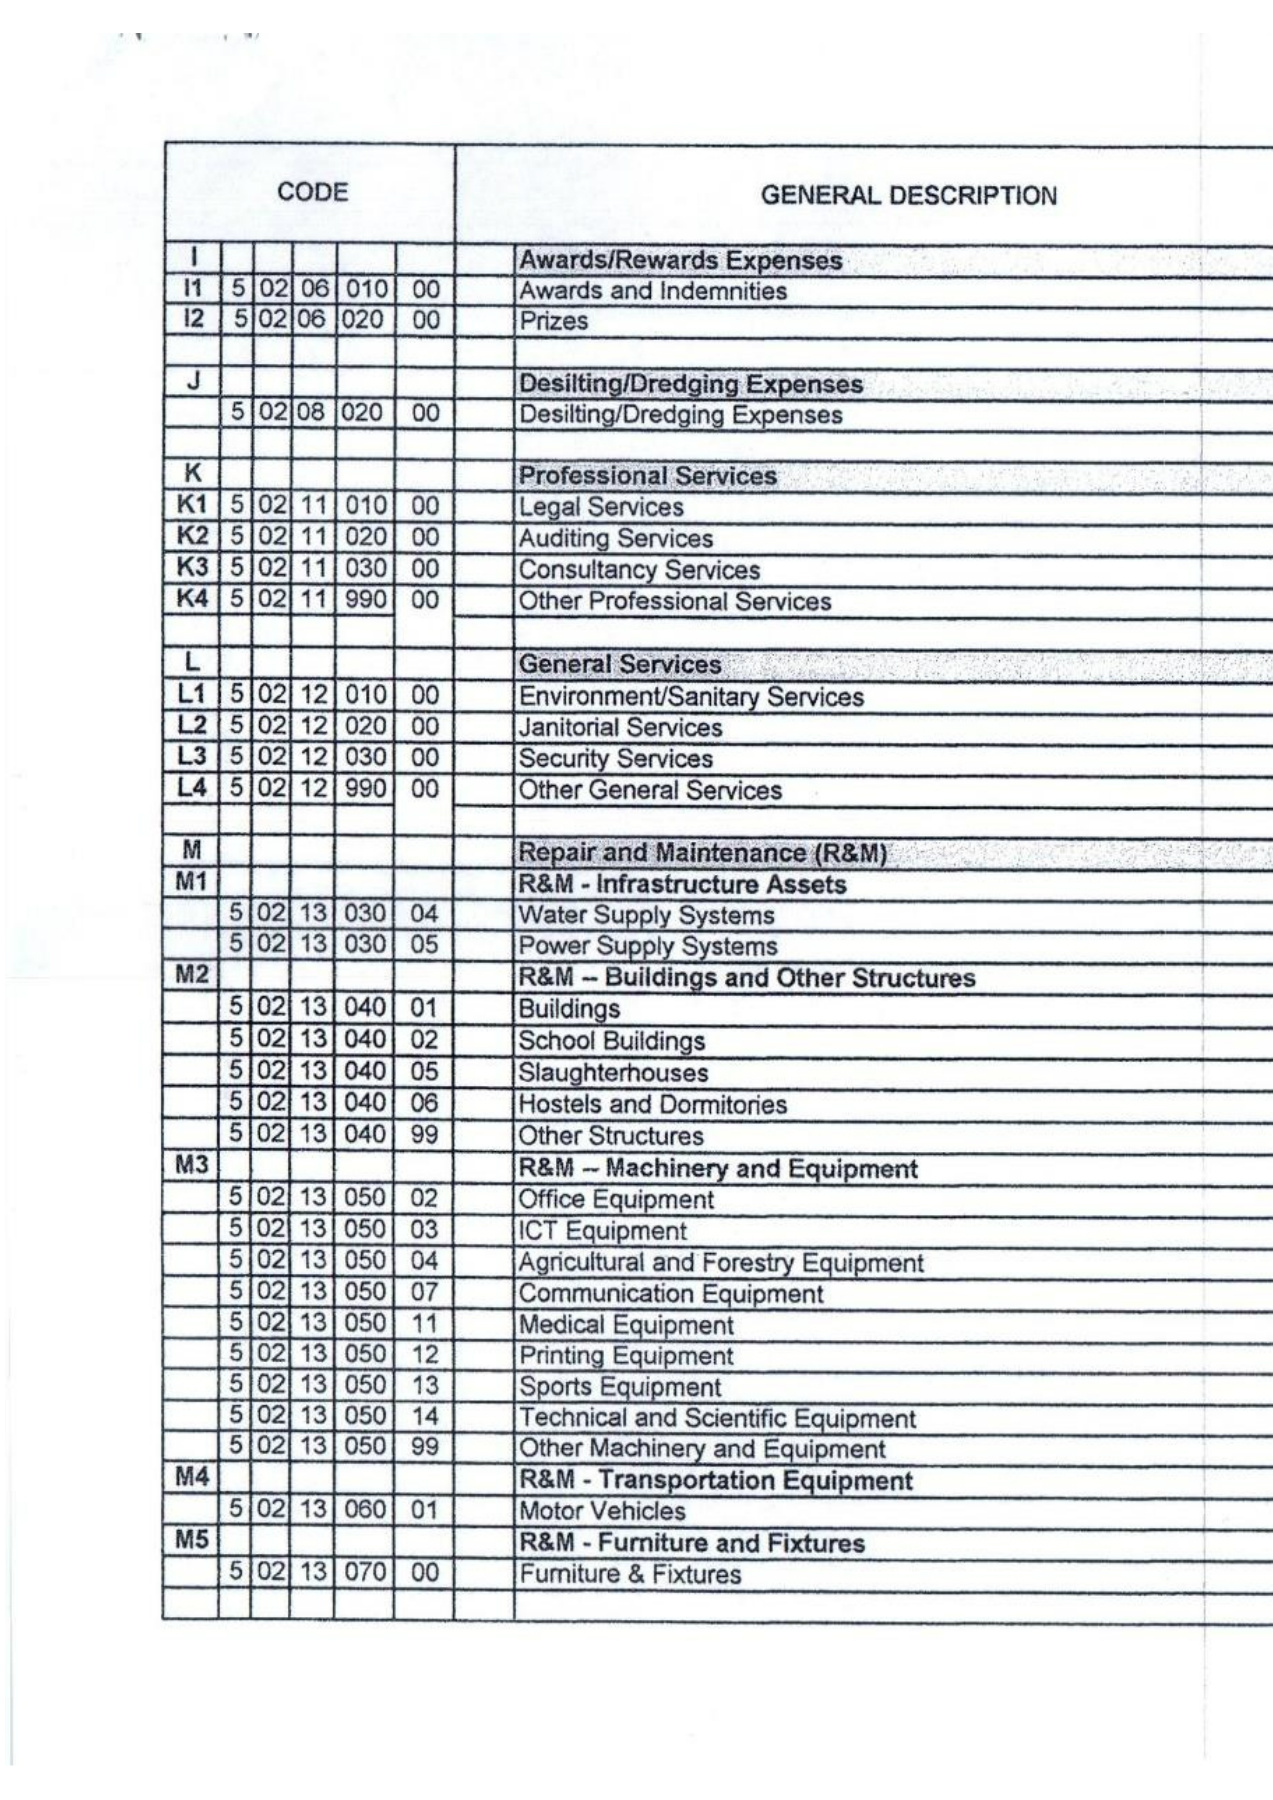 CODE GENERAL DESCRIPTION
I Awards/Rewards Expenses
I1 5 02 06 010 00 Awards and Indemnities
I2 5 02 06 020 00 Prizes
J Desilting/Dredging Expenses
5 02 08 020 00 Desilting/Dredging Expenses
K Professional Services
K1 5 02 11 010 00 Legal Services
K2 5 02 11 020 00 Auditing Services
K3 5 02 11 030 00 Consultancy Services
K4 5 02 11 990 00 Other Professional Services
L General Services
L1 5 02 12 010 00 Environment/Sanitary Services
L2 5 02 12 020 00 Janitorial Services
L3 5 02 12 030 00 Security Services
L4 5 02 12 990 00 Other General Services
M Repair and Maintenance (R&M)
M1 R&M - Infrastructure Assets
5 02 13 030 04 Water Supply Systems
5 02 13 030 05 Power Supply Systems
M2 R&M – Buildings and Other Structures
5 02 13 040 01 Buildings
5 02 13 040 02 School Buildings
5 02 13 040 05 Slaughterhouses
5 02 13 040 06 Hostels and Dormitories
5 02 13 040 99 Other Structures
M3 R&M – Machinery and Equipment
5 02 13 050 02 Office Equipment
5 02 13 050 03 ICT Equipment
5 02 13 050 04 Agricultural and Forestry Equipment
5 02 13 050 07 Communication Equipment
5 02 13 050 11 Medical Equipment
5 02 13 050 12 Printing Equipment
5 02 13 050 13 Sports Equipment
5 02 13 050 14 Technical and Scientific Equipment
5 02 13 050 99 Other Machinery and Equipment
M4 R&M - Transportation Equipment
5 02 13 060 01 Motor Vehicles
M5 R&M - Furniture and Fixtures
5 02 13 070 00 Furniture & Fixtures